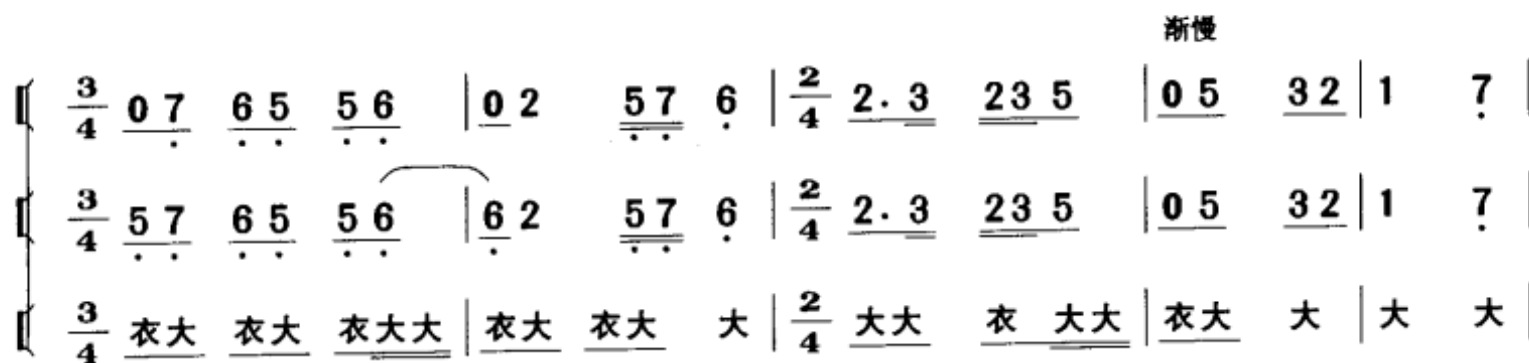 渐慢
3/4 0 7 6 5 5 6 | 0 2 5 7 6 | 2/4 2. 3 2 3 5 | 0 5 3 2 | 1 7
3/4 5 7 6 5 5 6 | 6 2 5 7 6 | 2/4 2. 3 2 3 5 | 0 5 3 2 | 1 7
3/4 衣大 衣大 衣大大 | 衣大 衣大 大 | 2/4 大大 衣 大大 | 衣大 大 | 大 大